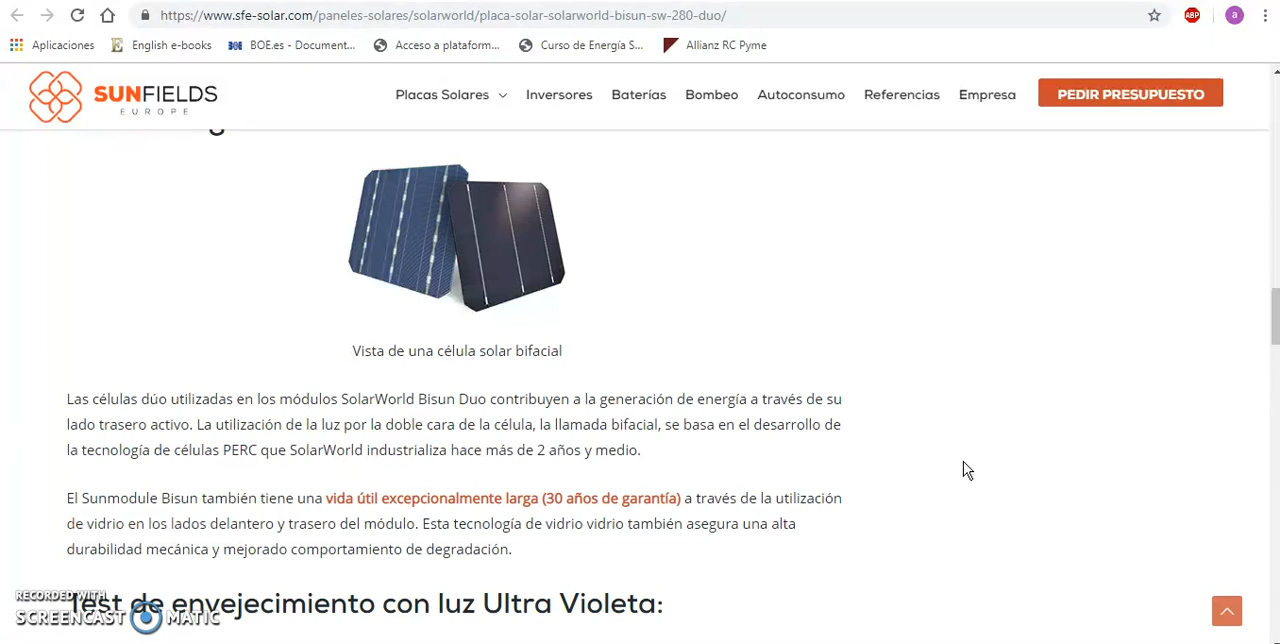 https://www.sfe-solar.com/paneles-solares/solarworld/placa-solar-solarworld-bisun-sw-280-duo/
ABP
a
Aplicaciones
English e-books
BOE.es - Document...
Acceso a plataform...
Curso de Energía S...
Allianz RC Pyme
SUNFIELDS
EUROPE
Placas Solares
Inversores
Baterías
Bombeo
Autoconsumo
Referencias
Empresa
PEDIR PRESUPUESTO
Vista de una célula solar bifacial
Las células dúo utilizadas en los módulos SolarWorld Bisun Duo contribuyen a la generación de energía a través de su
lado trasero activo. La utilización de la luz por la doble cara de la célula, la llamada bifacial, se basa en el desarrollo de
la tecnología de células PERC que SolarWorld industrializa hace más de 2 años y medio.
El Sunmodule Bisun también tiene una vida útil excepcionalmente larga (30 años de garantía) a través de la utilización
de vidrio en los lados delantero y trasero del módulo. Esta tecnología de vidrio vidrio también asegura una alta
durabilidad mecánica y mejorado comportamiento de degradación.
Test de envejecimiento con luz Ultra Violeta:
RECORDED WITH
SCREENCAST MATIC